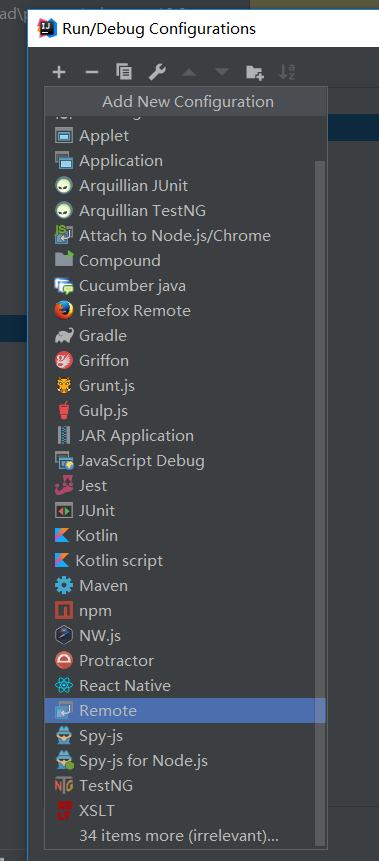 Run/Debug Configurations
Add New Configuration
Applet
Application
Arquillian JUnit
Arquillian TestNG
Attach to Node.js/Chrome
Compound
Cucumber java
Firefox Remote
Gradle
Griffon
Grunt.js
Gulp.js
JAR Application
JavaScript Debug
Jest
JUnit
Kotlin
Kotlin script
Maven
npm
NW.js
Protractor
React Native
Remote
Spy-js
Spy-js for Node.js
TestNG
XSLT
34 items more (irrelevant)...